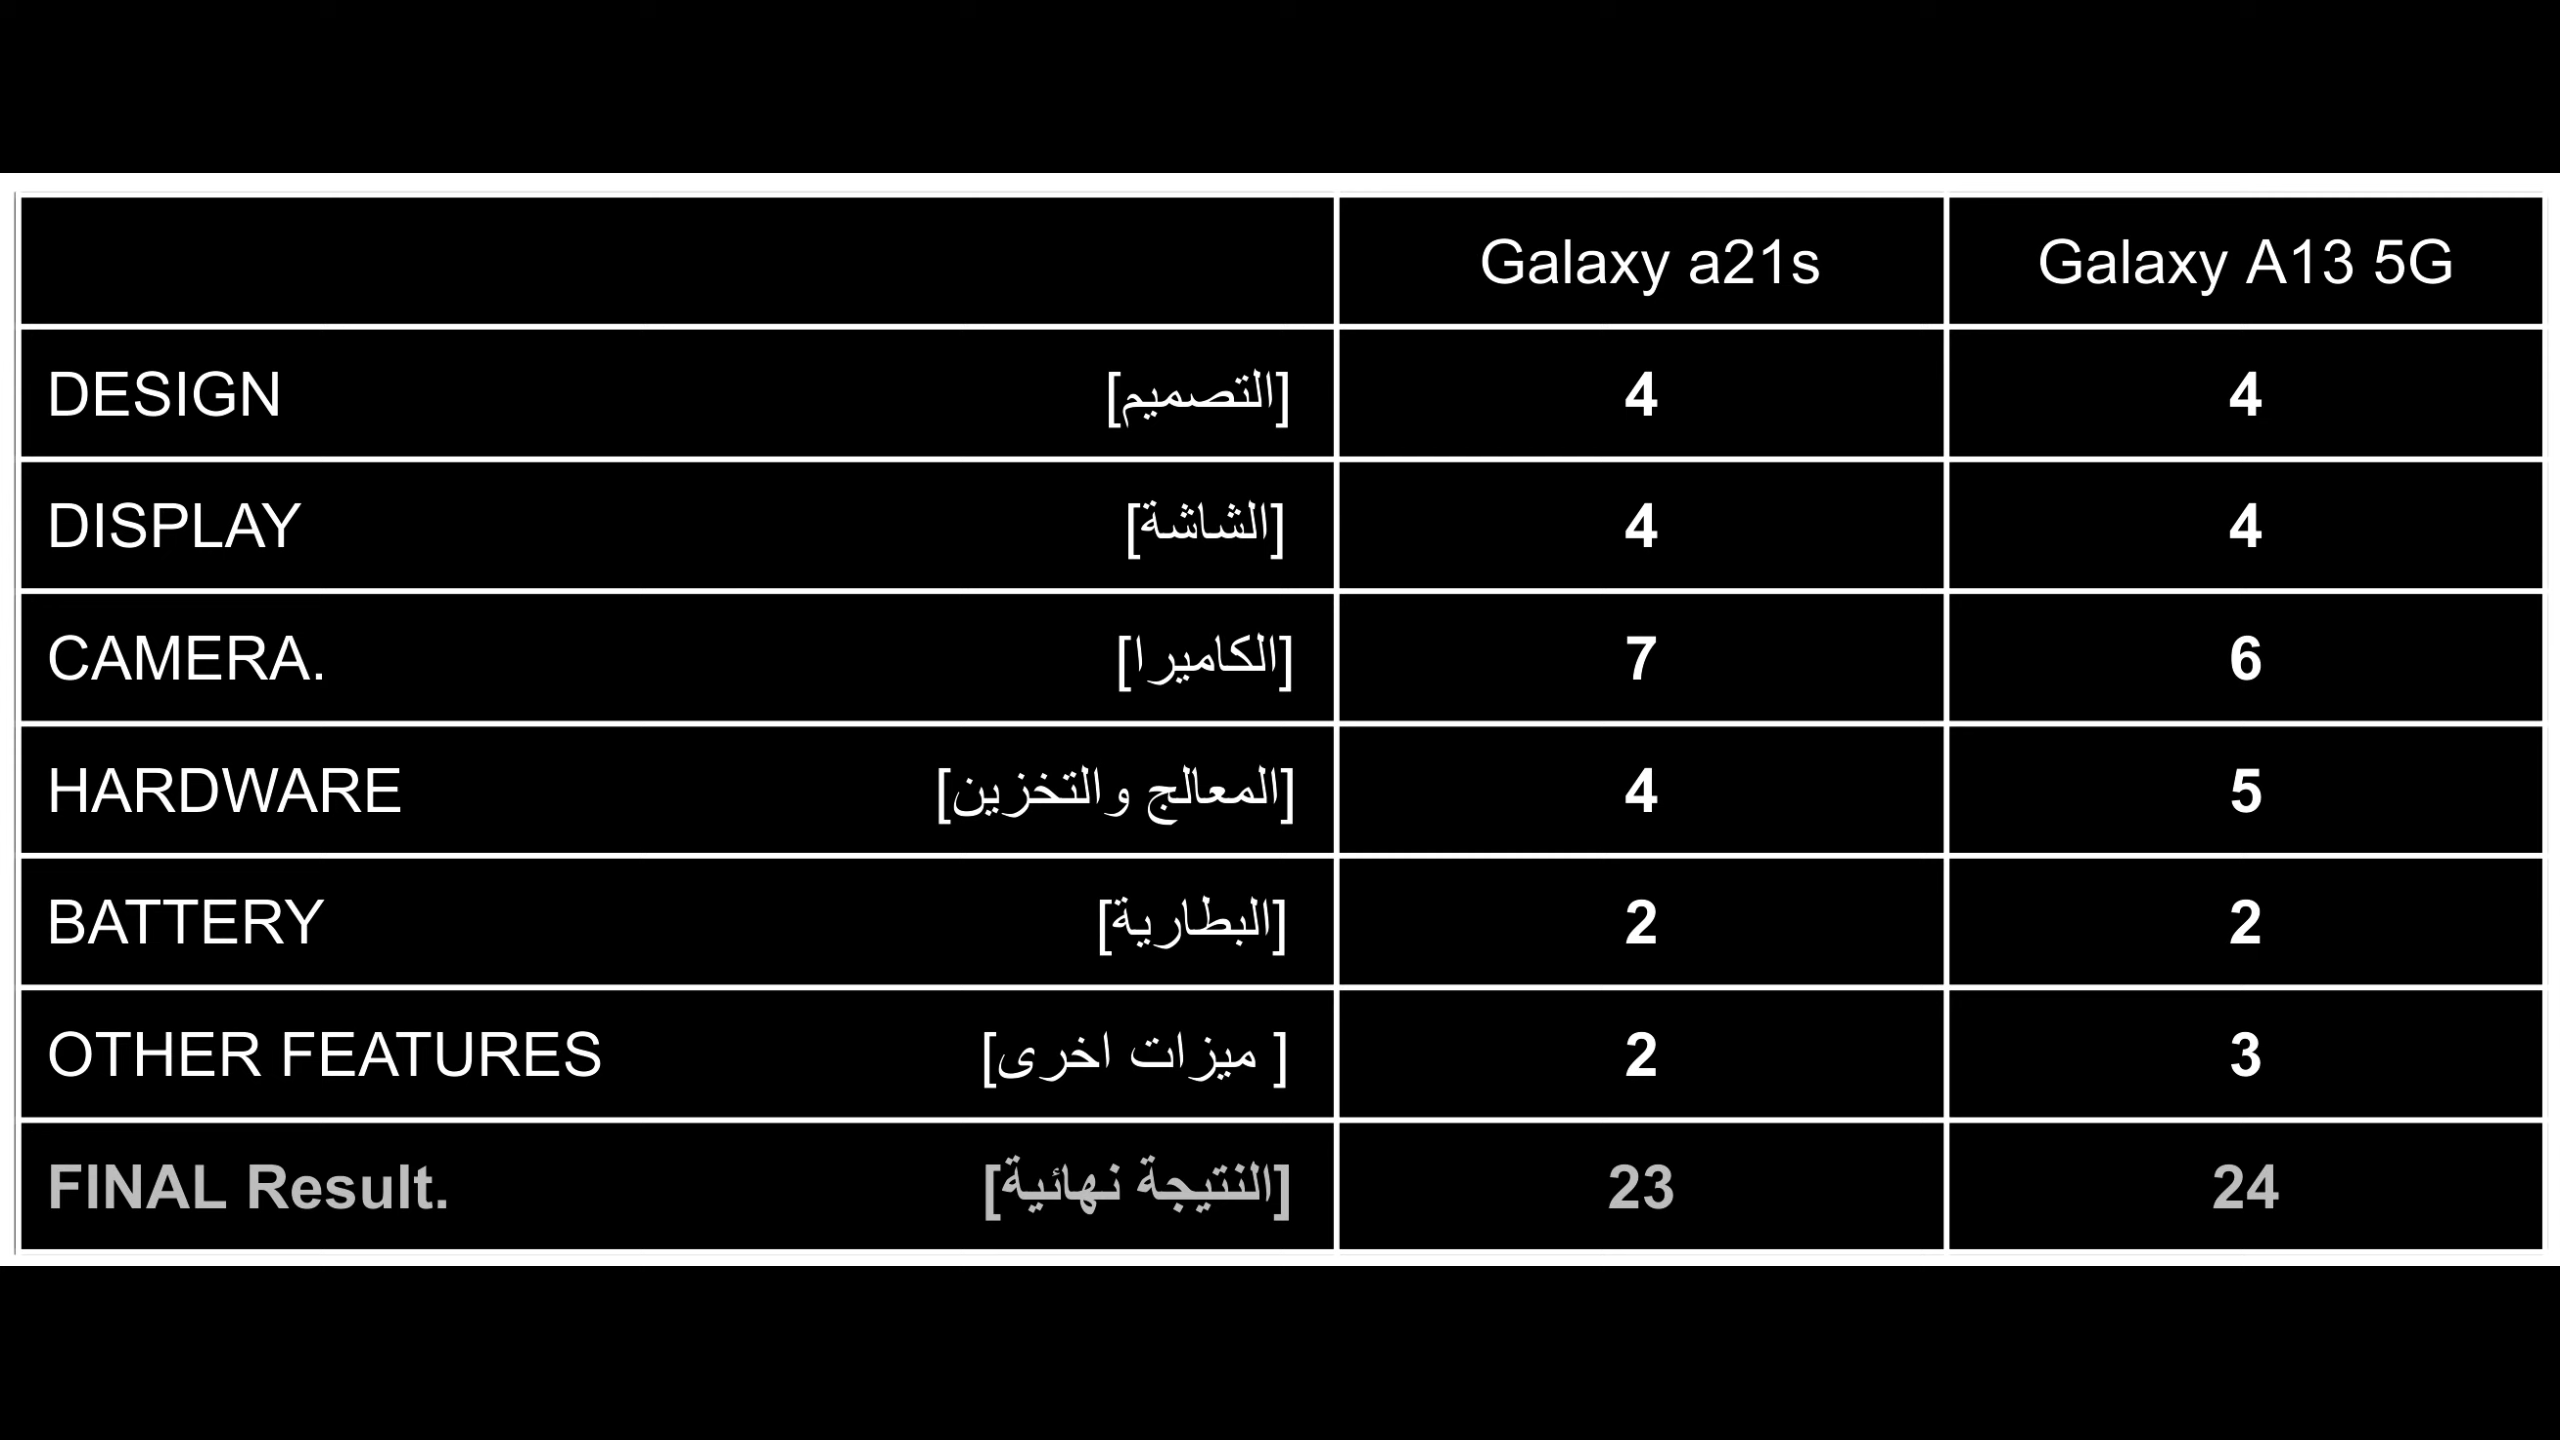 Galaxy a21s Galaxy A13 5G
DESIGN [التصميم] 4 4
DISPLAY [الشاشة] 4 4
CAMERA. [الكاميرا] 7 6
HARDWARE [المعالج والتخزين] 4 5
BATTERY [البطارية] 2 2
OTHER FEATURES [ ميزات اخرى] 2 3
FINAL Result. [النتيجة نهائية] 23 24